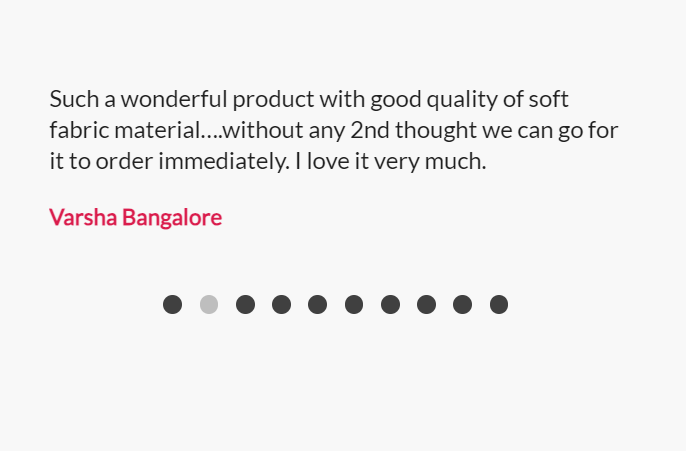 Such a wonderful product with good quality of soft
fabric material....without any 2nd thought we can go for
it to order immediately. I love it very much.
Varsha Bangalore